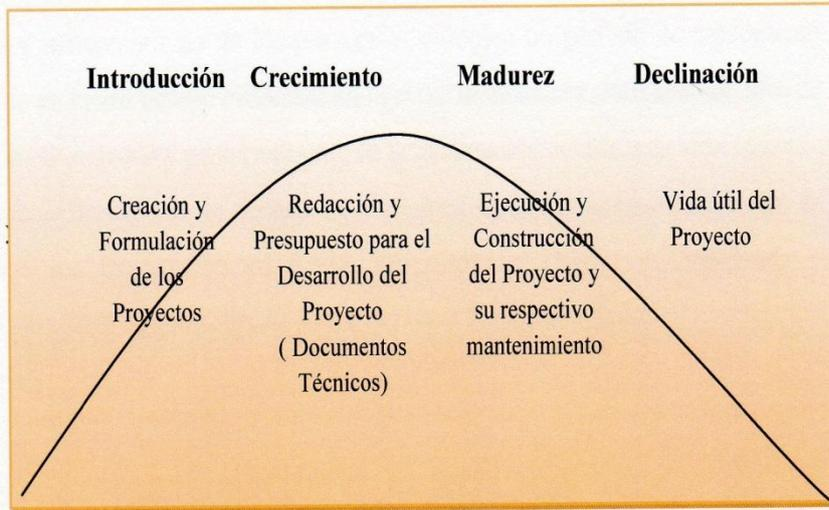 Introducción Crecimiento Madurez Declinación
Creación y
Formulación
de los
Proyectos
Redacción y
Presupuesto para el
Desarrollo del
Proyecto
( Documentos
Técnicos)
Ejecución y
Construcción
del Proyecto y
su respectivo
mantenimiento
Vida útil del
Proyecto